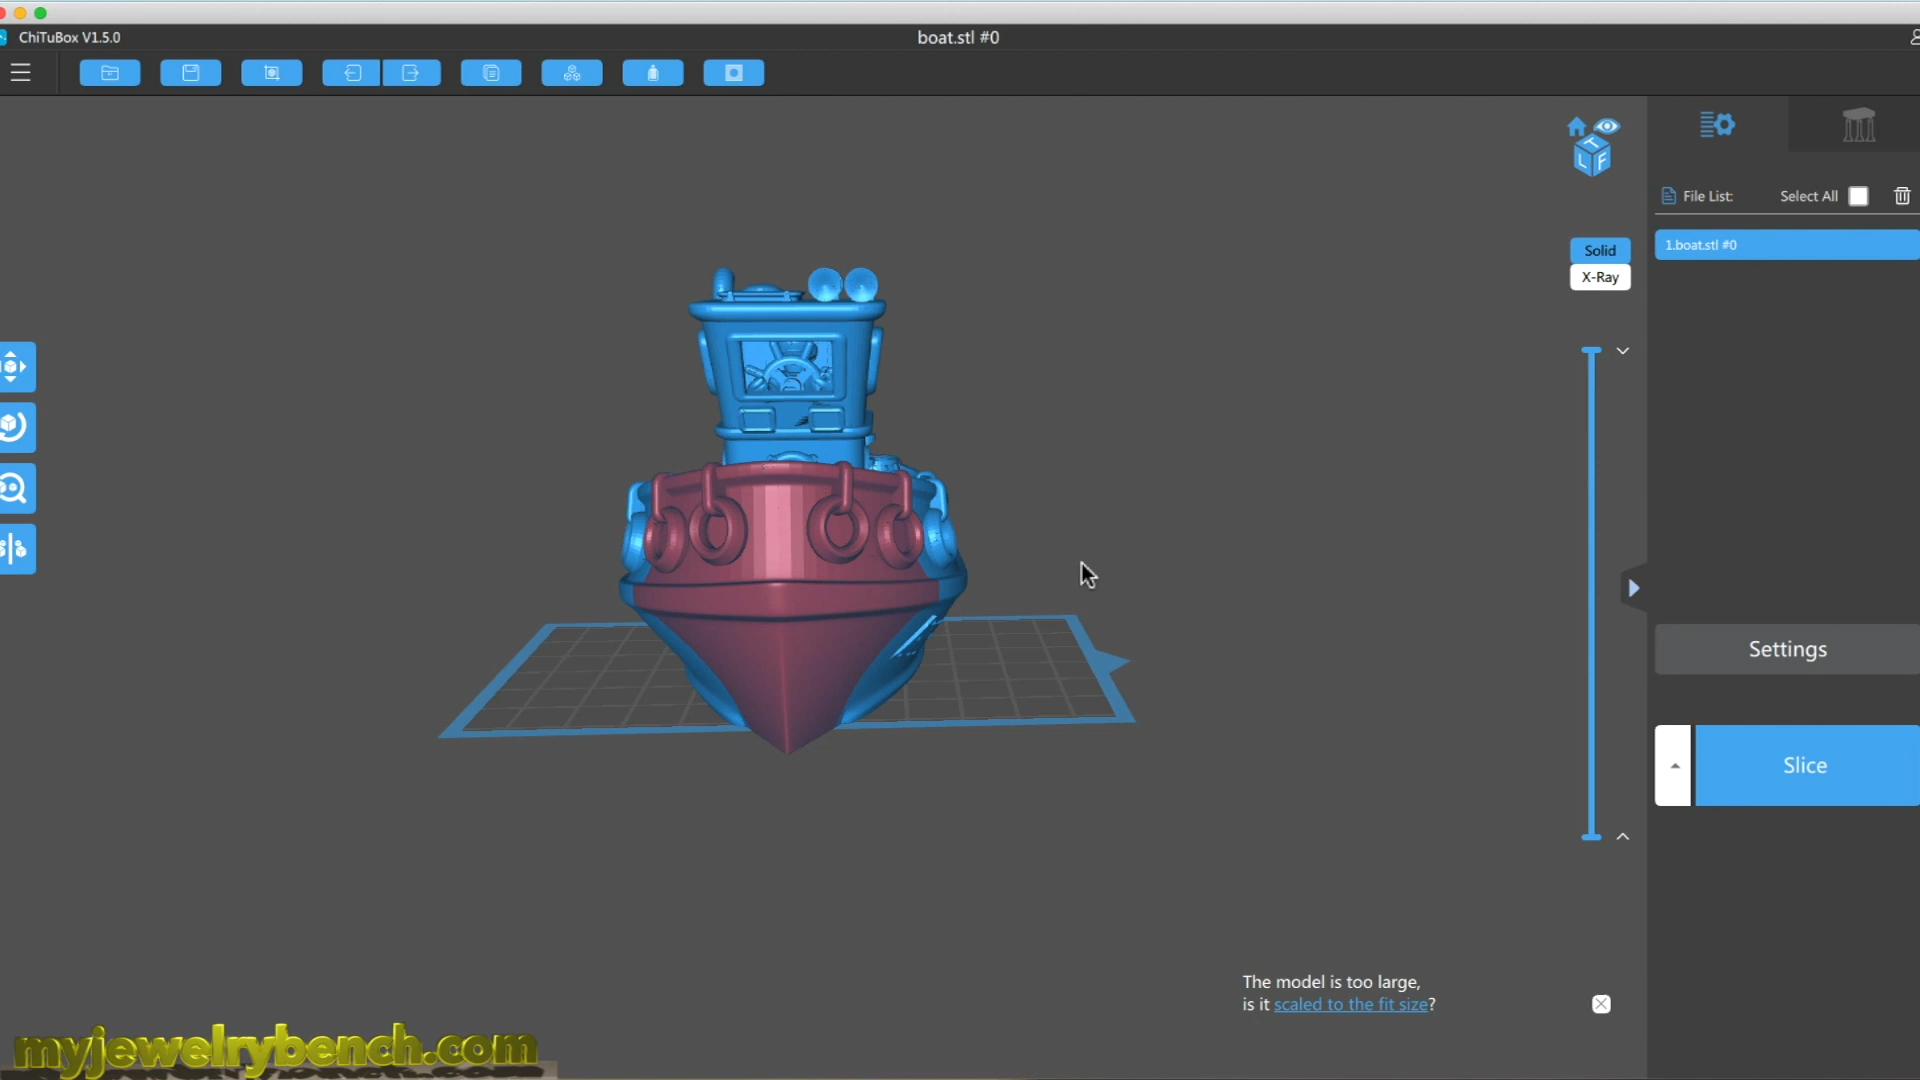 ChiTuBox V1.5.0
boat.stl #0
T
L F
File List:
Select All
1.boat.stl #0
Solid
X-Ray
Settings
Slice
The model is too large,
is it scaled to the fit size?
myjewelrybench.com